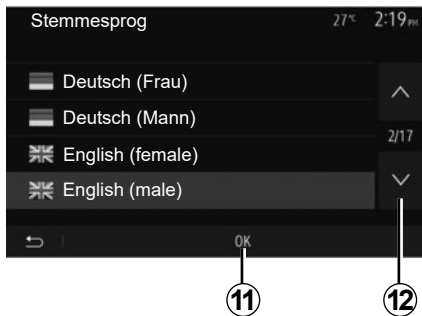 Stemmesprog 27°C 2:19PM
Deutsch (Frau)
Deutsch (Mann)
2/17
English (female)
English (male)
OK
11 12